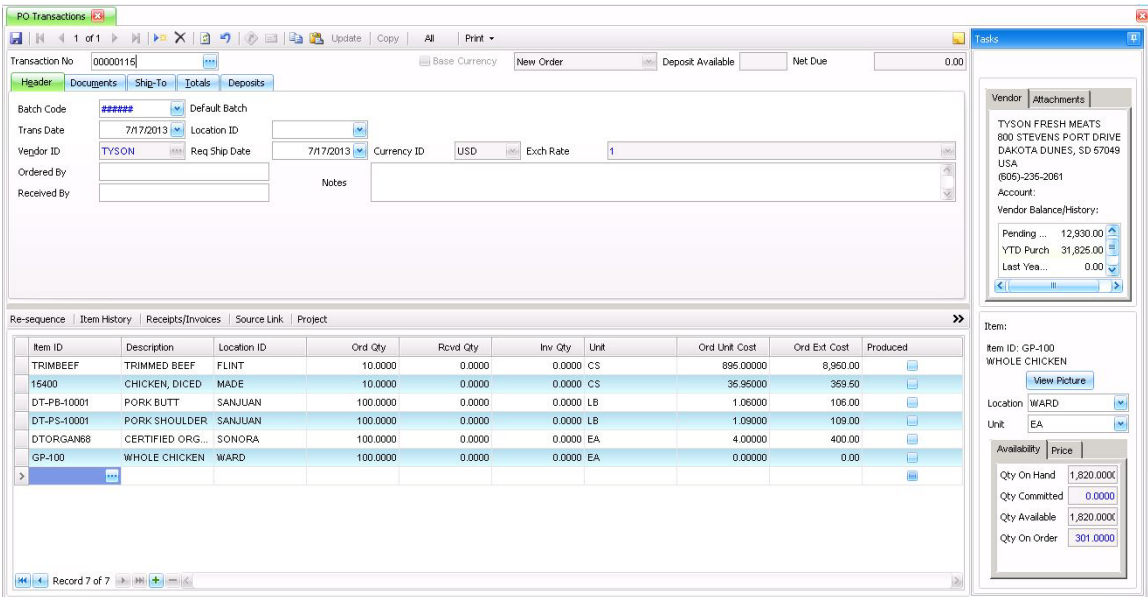 PO Transactions
1 of 1 Update Copy All Print
Tasks
Transaction No 00000115 Base Currency New Order Deposit Available Net Due 0.00
Header Documents Ship-To Totals Deposits
Batch Code ###### Default Batch
Trans Date 7/17/2013 Location ID
Vendor ID TYSON Req Ship Date 7/17/2013 Currency ID USD Exch Rate 1
Ordered By
Notes
Received By
Vendor Attachments
TYSON FRESH MEATS
800 STEVENS PORT DRIVE
DAKOTA DUNES, SD 57049
USA
(605)-235-2061
Account:
Vendor Balance/History:
Pending ... 12,930.00
YTD Purch 31,825.00
Last Yea... 0.00
Re-sequence Item History Receipts/Invoices Source Link Project »
Item ID Description Location ID Ord Qty Rcvd Qty Inv Qty Unit Ord Unit Cost Ord Ext Cost Produced
TRIMBEEF TRIMMED BEEF FLINT 10.0000 0.0000 0.0000 CS 895.00000 8,950.00
15400 CHICKEN, DICED MADE 10.0000 0.0000 0.0000 CS 35.95000 359.50
DT-PB-10001 PORK BUTT SANJUAN 100.0000 0.0000 0.0000 LB 1.06000 106.00
DT-PS-10001 PORK SHOULDER SANJUAN 100.0000 0.0000 0.0000 LB 1.09000 109.00
DTORGAN68 CERTIFIED ORG... SONORA 100.0000 0.0000 0.0000 EA 4.00000 400.00
GP-100 WHOLE CHICKEN WARD 100.0000 0.0000 0.0000 EA 0.00000 0.00
Record 7 of 7
Item:
Item ID: GP-100
WHOLE CHICKEN
View Picture
Location WARD
Unit EA
Availability Price
Qty On Hand 1,820.000(
Qty Committed 0.0000
Qty Available 1,820.000(
Qty On Order 301.0000